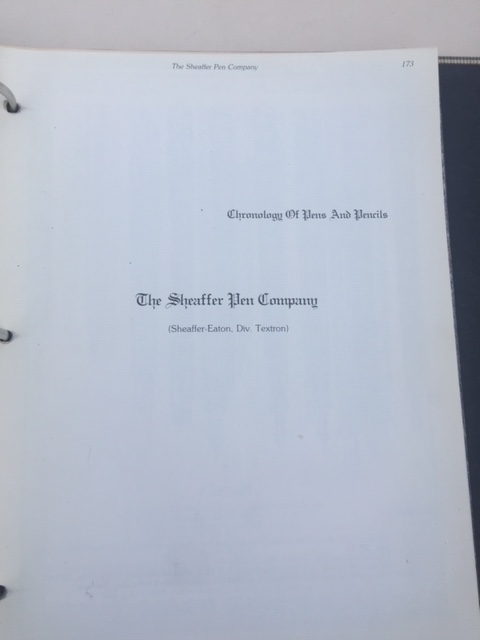 The Sheaffer Pen Company 173
Chronology Of Pens And Pencils
The Sheaffer Pen Company
(Sheaffer-Eaton, Div. Textron)